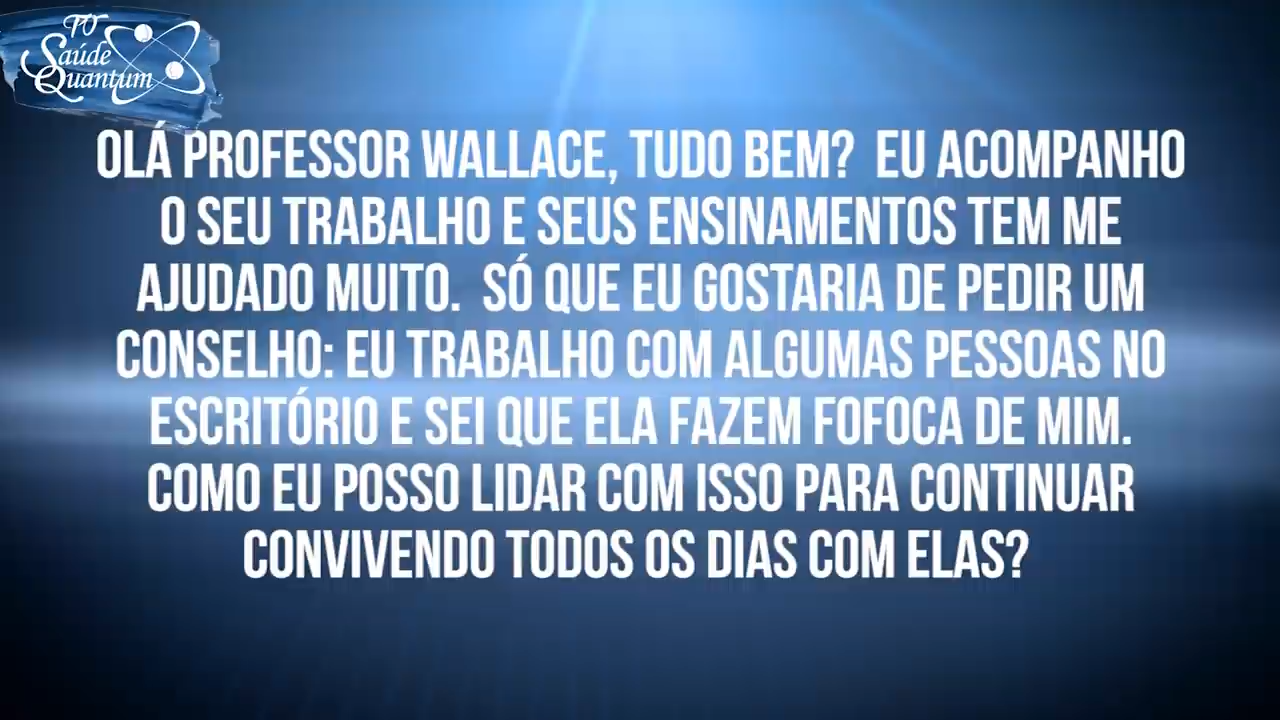 TV
Saúde
Quantum
OLÁ PROFESSOR WALLACE, TUDO BEM?  EU ACOMPANHO
O SEU TRABALHO E SEUS ENSINAMENTOS TEM ME
AJUDADO MUITO.  SÓ QUE EU GOSTARIA DE PEDIR UM
CONSELHO: EU TRABALHO COM ALGUMAS PESSOAS NO
ESCRITÓRIO E SEI QUE ELA FAZEM FOFOCA DE MIM.
COMO EU POSSO LIDAR COM ISSO PARA CONTINUAR
CONVIVENDO TODOS OS DIAS COM ELAS?